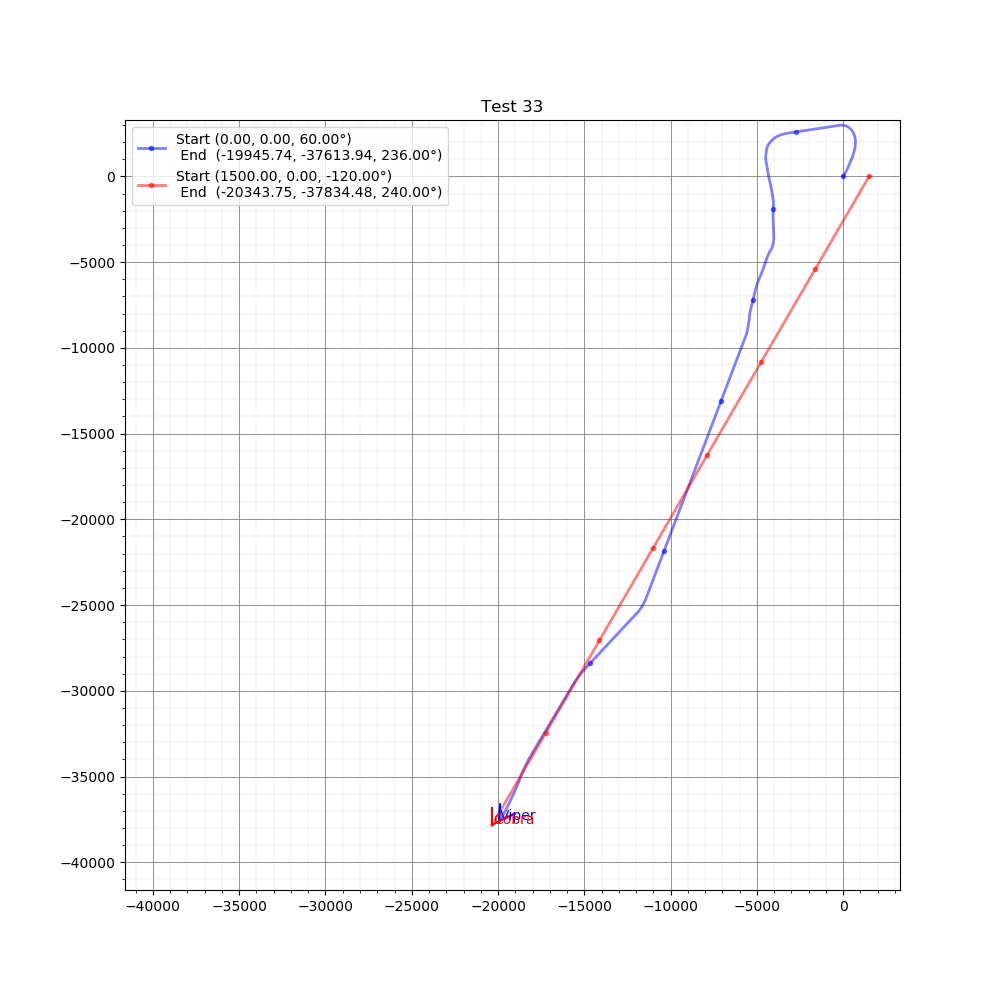 Test 33
Start (0.00, 0.00, 60.00°)
End (-19945.74, -37613.94, 236.00°)
Start (1500.00, 0.00, -120.00°)
End (-20343.75, -37834.48, 240.00°)
0
−5000
−10000
−15000
−20000
−25000
−30000
−35000
−40000
Viper
Cobra
−40000 −35000 −30000 −25000 −20000 −15000 −10000 −5000 0